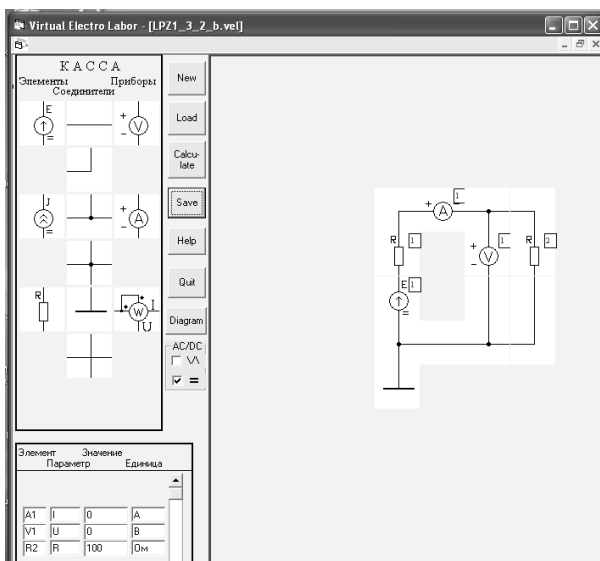 Virtual Electro Labor - [LPZ1_3_2_b.vel]
К А С С А
Элементы Приборы
Соединители
E + V - =
J + A - =
R W I U
New
Load
Calcu-
late
Save
Help
Quit
Diagram
AC/DC
=
+ A 1
R 1 + V 1 - R 2
E 1
=
Элемент Значение
Параметр Единица
A1 I 0 А
V1 U 0 В
R2 R 100 Ом